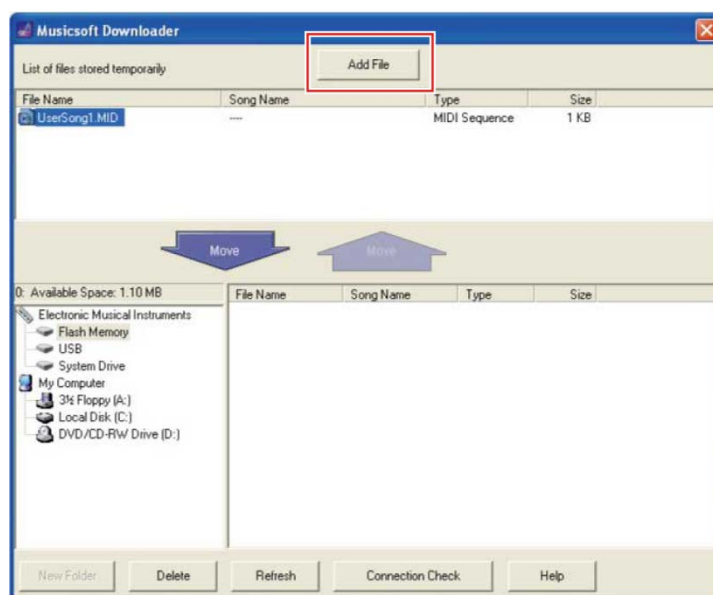 Musicsoft Downloader
List of files stored temporarily
Add File
File Name Song Name Type Size
UserSong1.MID ---- MIDI Sequence 1 KB
Move Move
0: Available Space: 1.10 MB
File Name Song Name Type Size
Electronic Musical Instruments
Flash Memory
USB
System Drive
My Computer
3½ Floppy (A:)
Local Disk (C:)
DVD/CD-RW Drive (D:)
New Folder Delete Refresh Connection Check Help